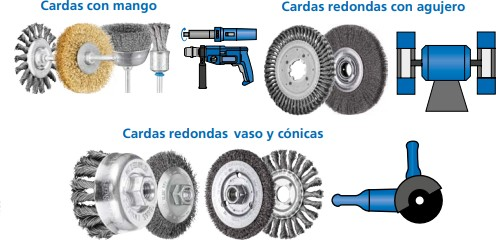 Cardas con mango
Cardas redondas con agujero
Cardas redondas vaso y cónicas